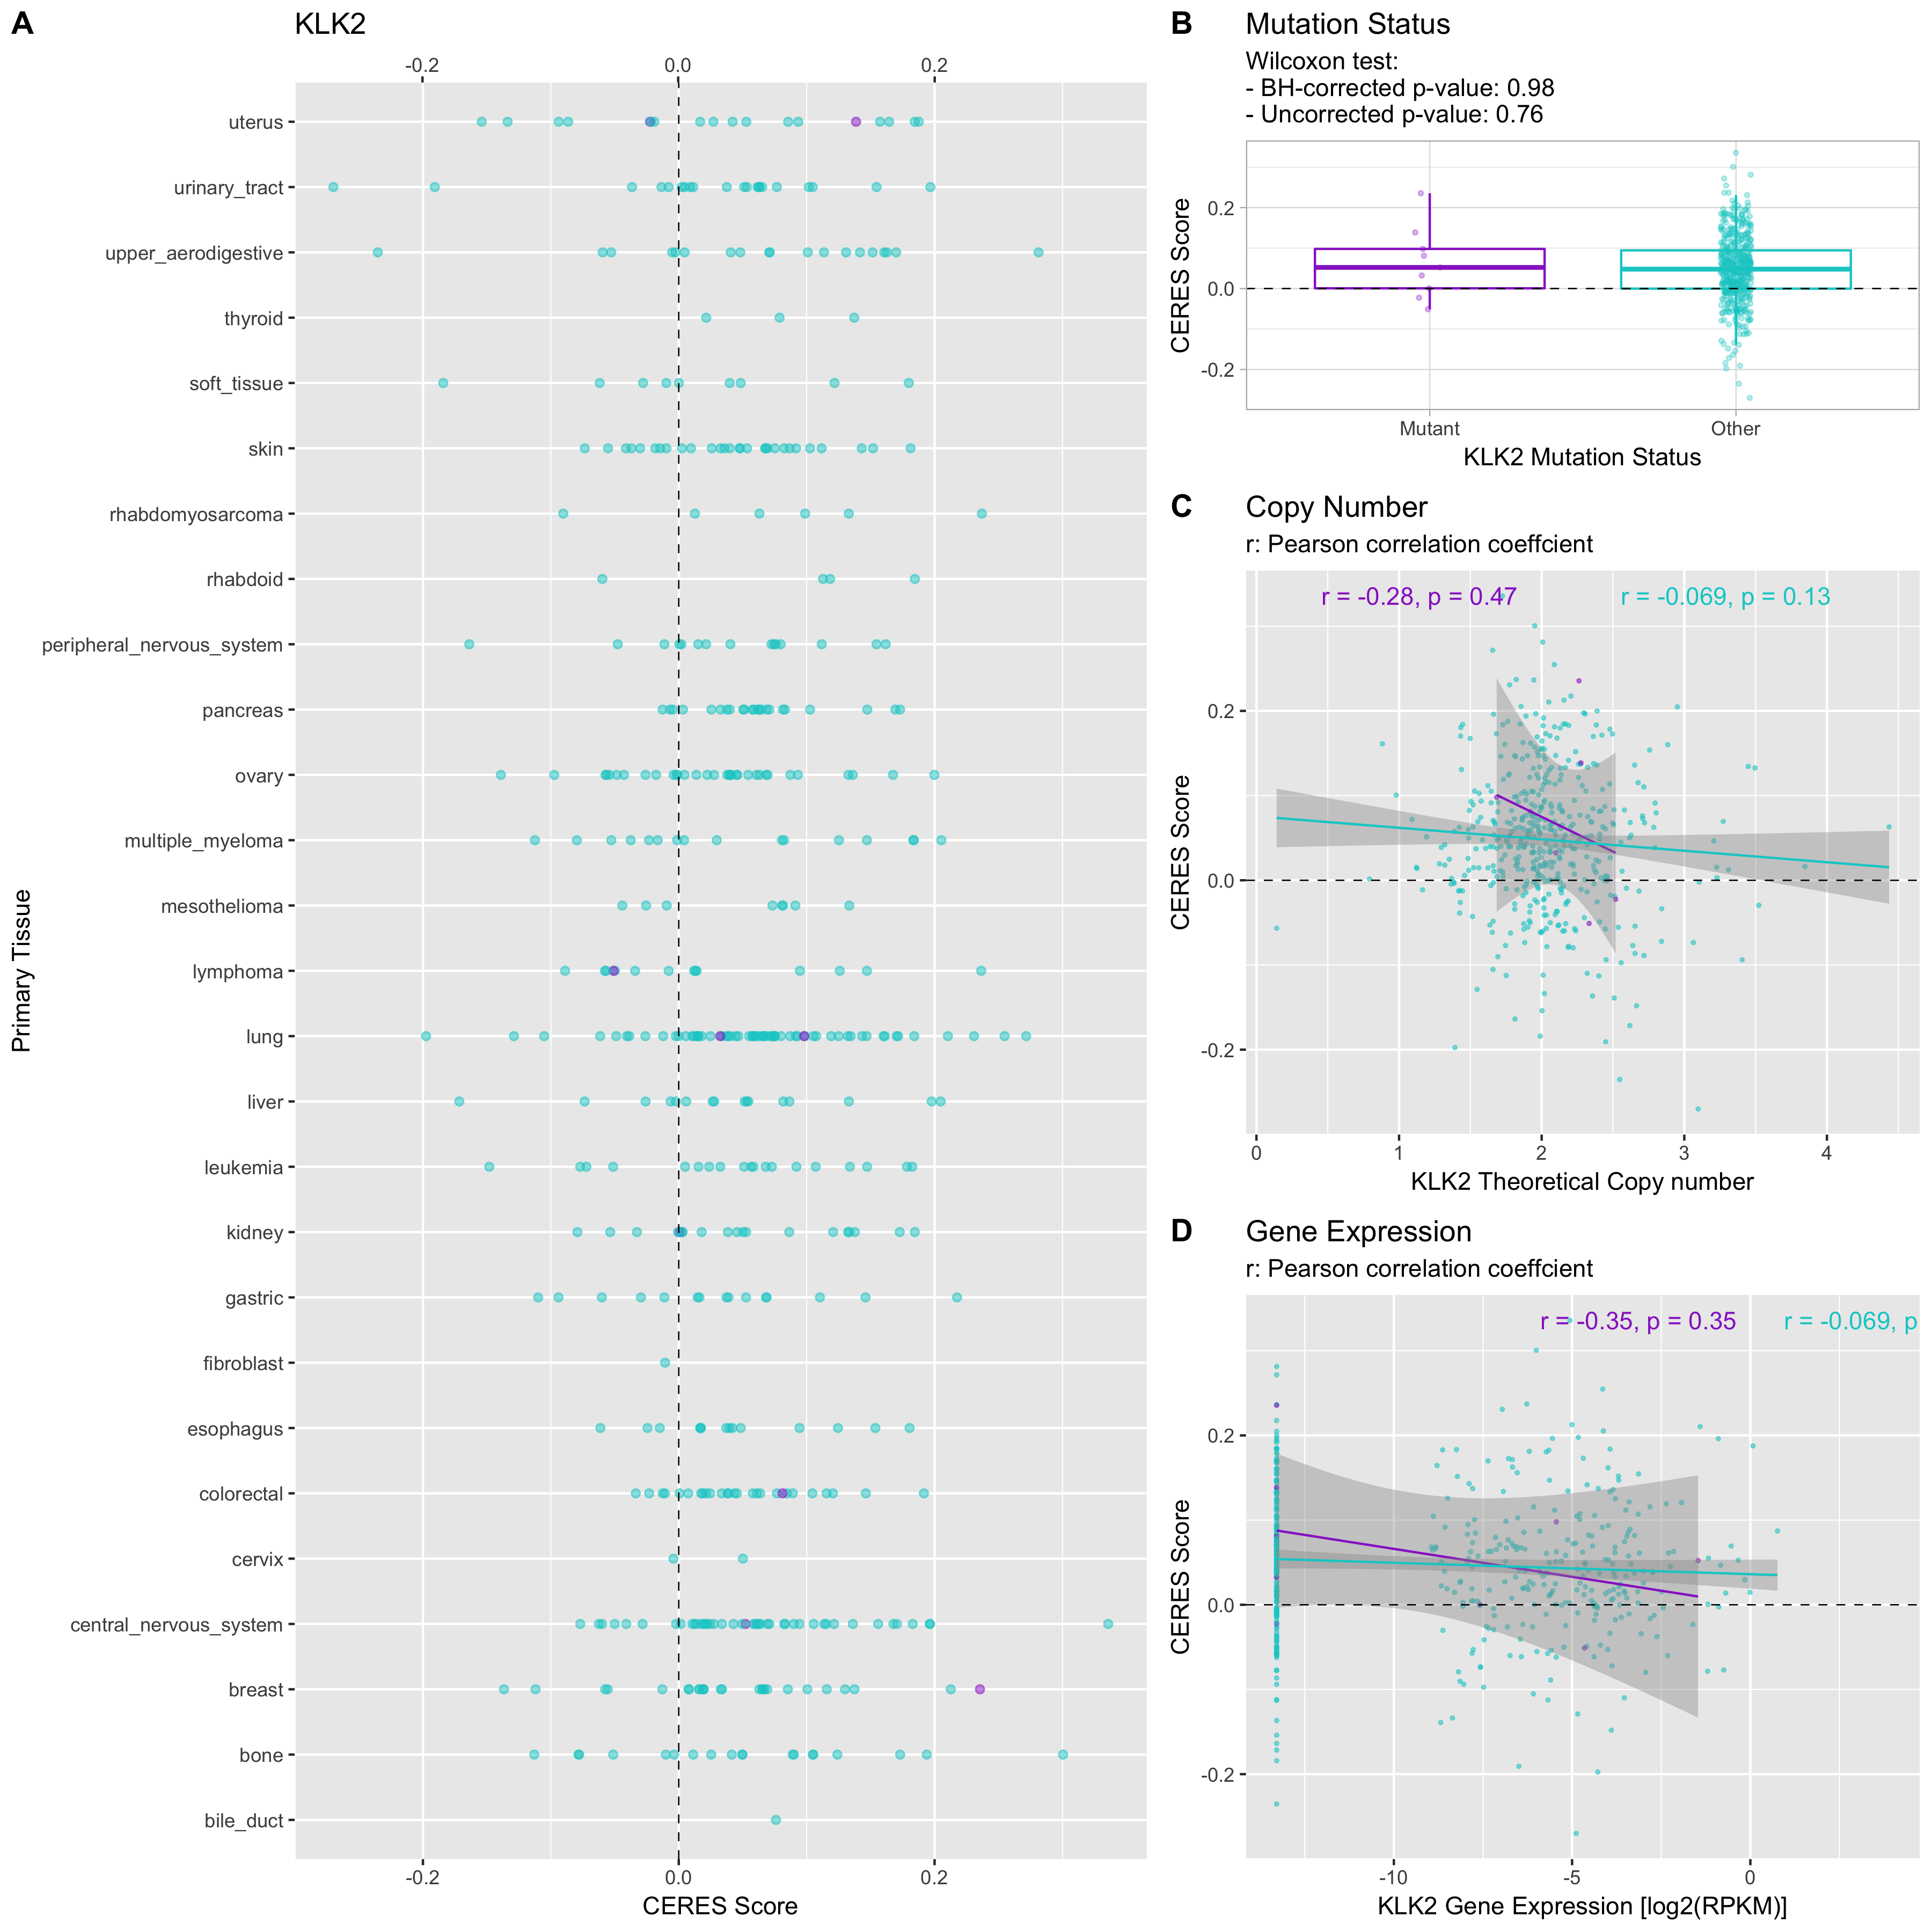 A
KLK2
-0.2
0.0
0.2
Primary Tissue
uterus
urinary_tract
upper_aerodigestive
thyroid
soft_tissue
skin
rhabdomyosarcoma
rhabdoid
peripheral_nervous_system
pancreas
ovary
multiple_myeloma
mesothelioma
lymphoma
lung
liver
leukemia
kidney
gastric
fibroblast
esophagus
colorectal
cervix
central_nervous_system
breast
bone
bile_duct
-0.2
0.0
0.2
CERES Score
B
Mutation Status
Wilcoxon test:
- BH-corrected p-value: 0.98
- Uncorrected p-value: 0.76
CERES Score
0.2
0.0
-0.2
Mutant
Other
KLK2 Mutation Status
C
Copy Number
r: Pearson correlation coeffcient
r = -0.28, p = 0.47
r = -0.069, p = 0.13
CERES Score
0.2
0.0
-0.2
0
1
2
3
4
KLK2 Theoretical Copy number
D
Gene Expression
r: Pearson correlation coeffcient
r = -0.35, p = 0.35
r = -0.069, p
CERES Score
0.2
0.0
-0.2
-10
-5
0
KLK2 Gene Expression [log2(RPKM)]